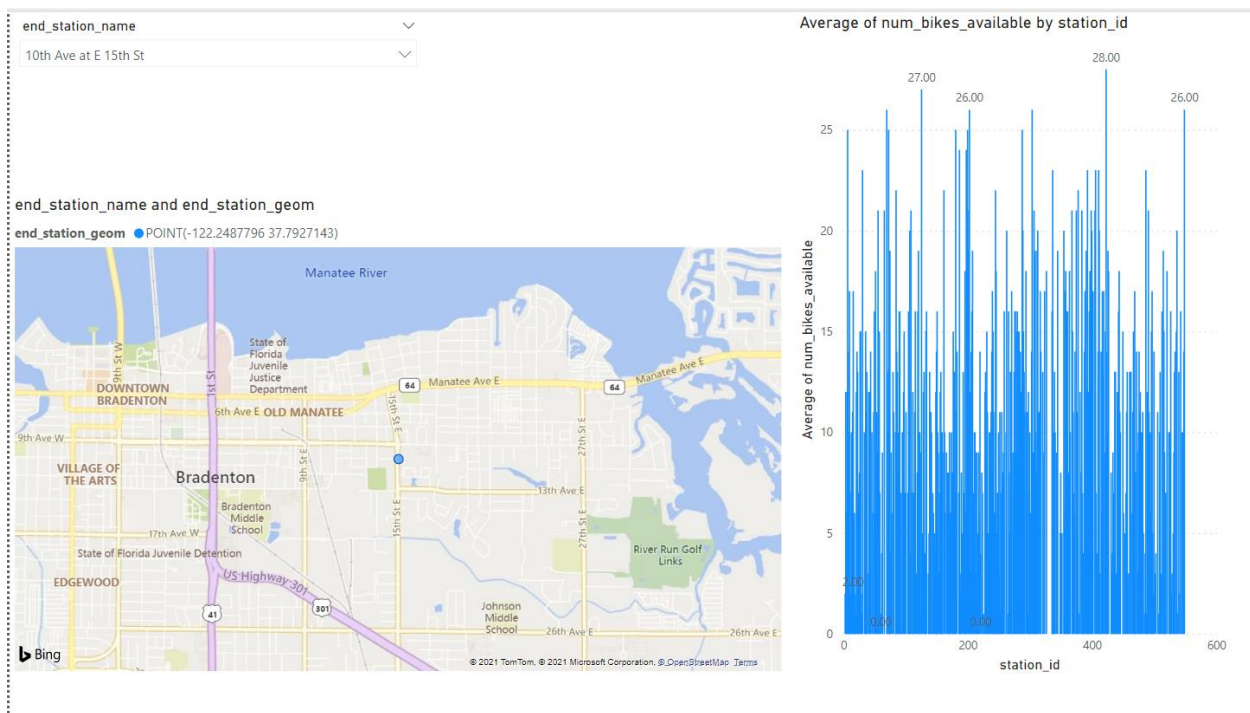 end_station_name
10th Ave at E 15th St
end_station_name and end_station_geom
end_station_geom POINT(-122.2487796 37.7927143)
Manatee River
State of
Florida
Juvenile
Justice
Department
9th St W
1st St
DOWNTOWN
BRADENTON
64
Manatee Ave E
64
Manatee Ave E
6th Ave E
OLD MANATEE
15th St E
9th Ave W
9th St E
27th St E
VILLAGE OF
THE ARTS
Bradenton
13th Ave E
Bradenton
Middle
School
15th St E
17th Ave W
27th St E
State of Florida Juvenile Detention
River Run Golf
Links
EDGEWOOD
US Highway 301
41
301
Johnson
Middle
School
26th Ave E
26th Ave E
Bing
© 2021 TomTom, © 2021 Microsoft Corporation, © OpenStreetMap Terms
Average of num_bikes_available by station_id
28.00
27.00
26.00
26.00
25
20
15
10
5
0
2.00
0.00
0.00
Average of num_bikes_available
0
200
400
600
station_id